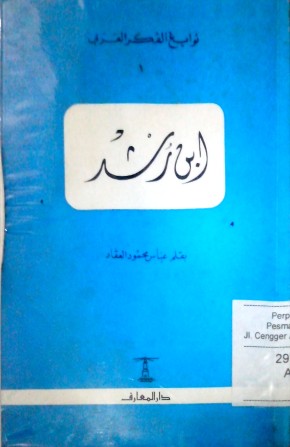 نوابغ الفكر العربي
١
ابن رشد
بقلم عباس محمود العقاد
Perp
Pesma
Jl. Cengger
29
A
دار المعارف